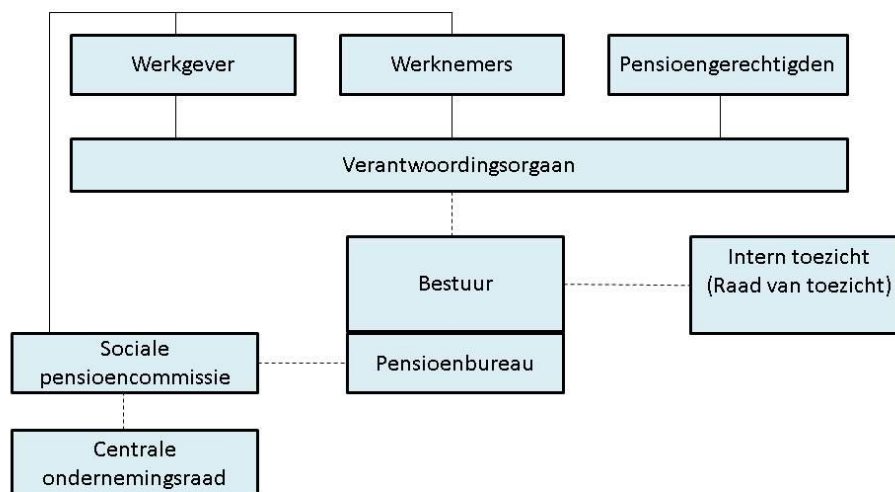 Werkgever
Werknemers
Pensioengerechtigden
Verantwoordingsorgaan
Bestuur
Intern toezicht
(Raad van toezicht)
Sociale
pensioencommissie
Pensioenbureau
Centrale
ondernemingsraad